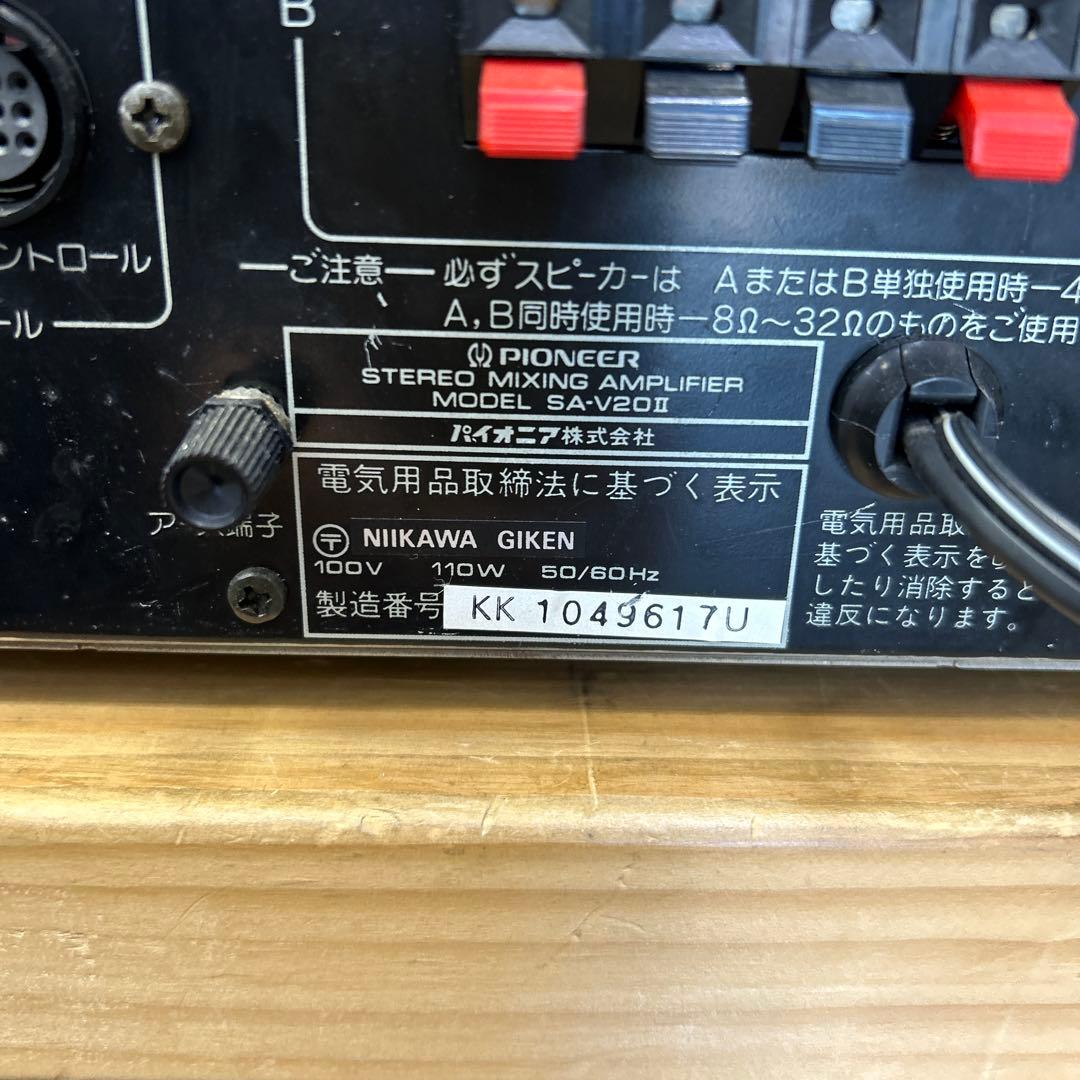 B
ントロール
ール
ご注意 必ずスピーカーは AまたはB単独使用時ー4
A,B同時使用時ー8Ω〜32Ωのものをご使用
PIONEER
STEREO MIXING AMPLIFIER
MODEL SA-V20II
パイオニア株式会社
電気用品取締法に基づく表示
〒 NIIKAWA GIKEN
100V 110W 50/60Hz
製造番号 KK 1049617U
端子
電気用品取
基づく表示を
したり消除すると
違反になります。